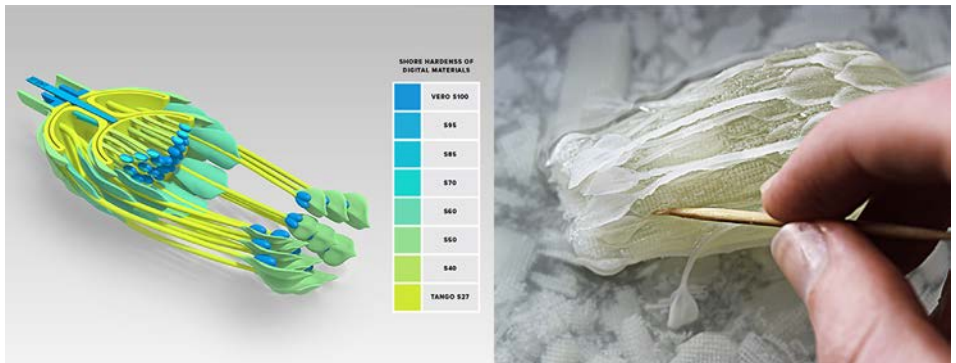 SHORE HARDENSS OF
DIGITAL MATERIALS
VERO S100
S95
S85
S70
S60
S50
S40
TANGO S27